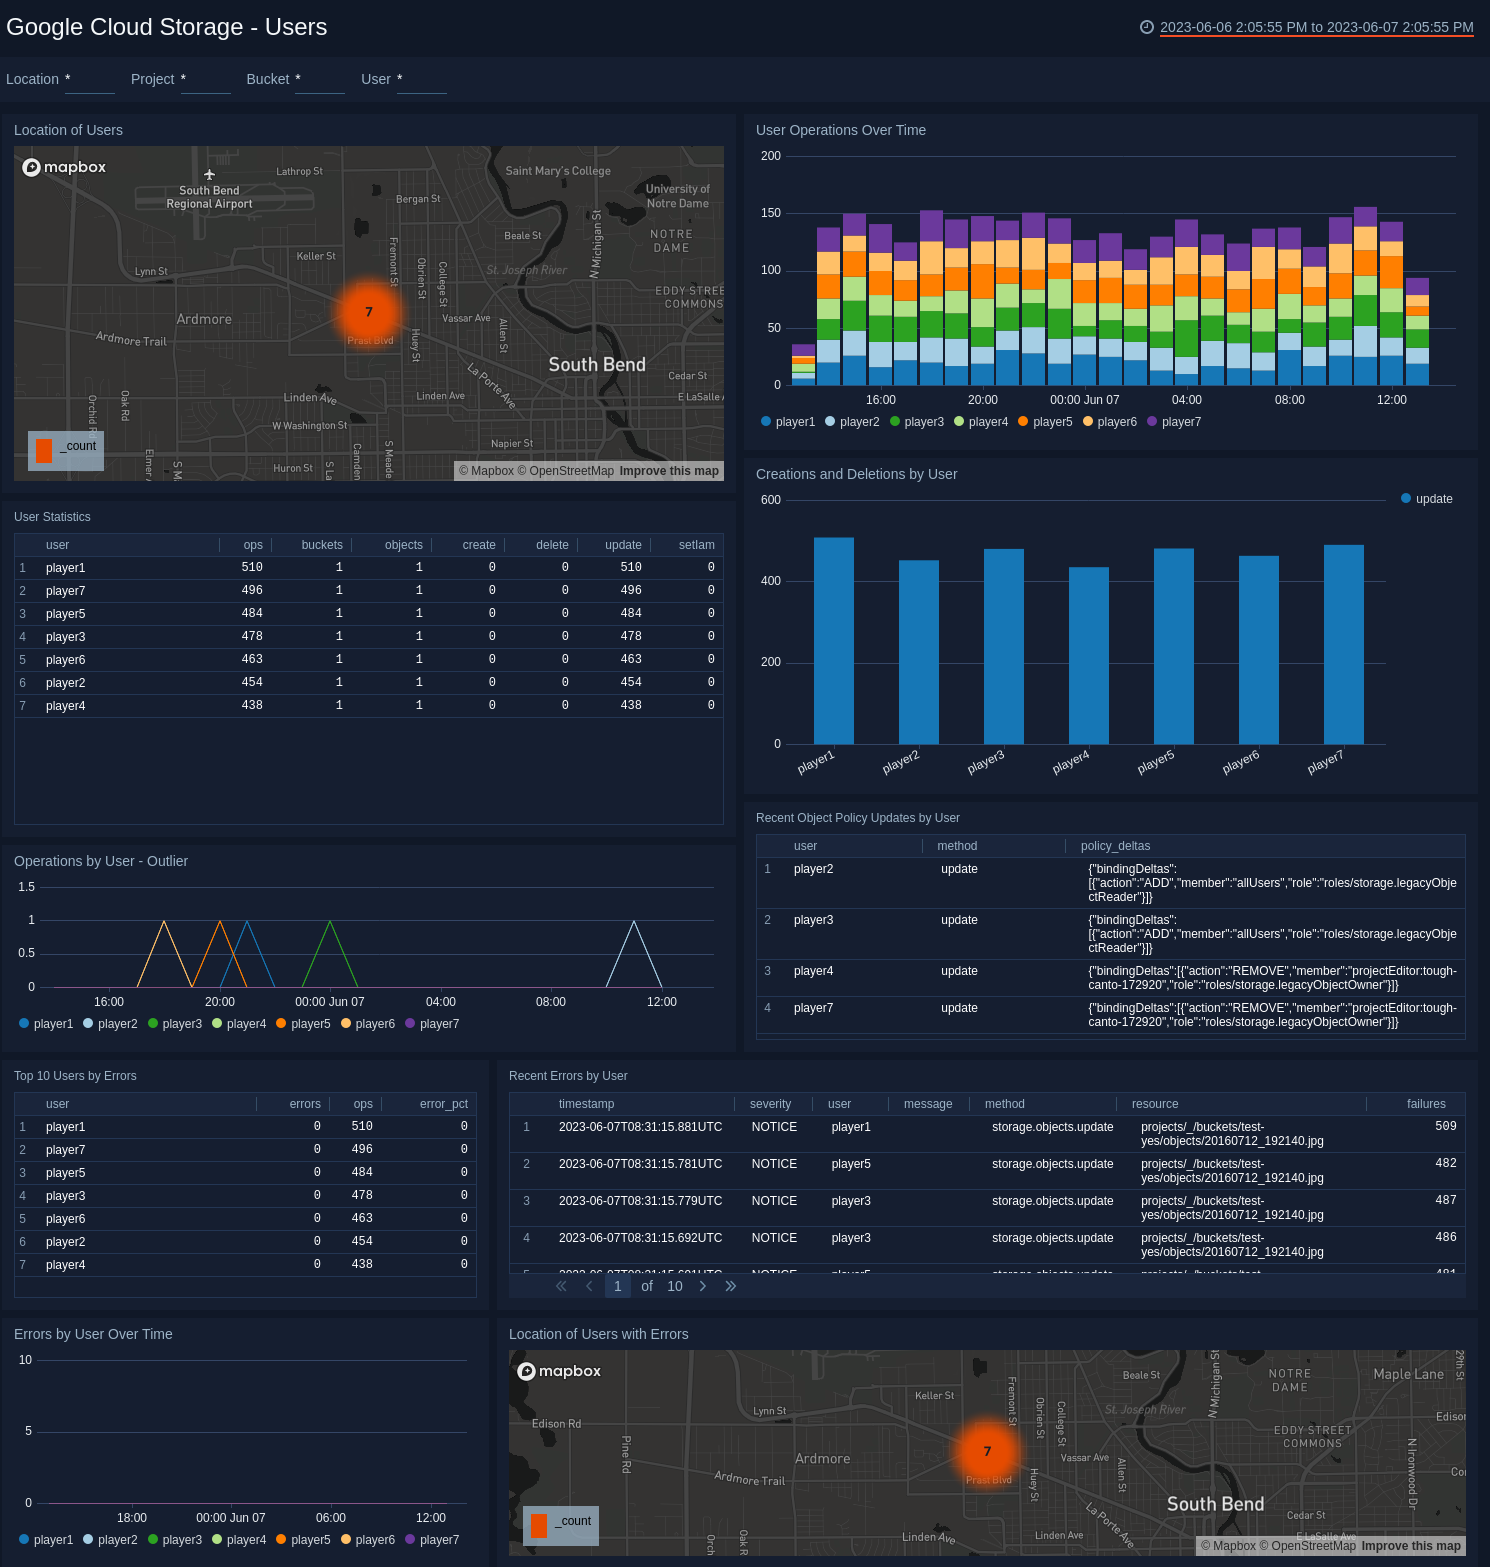 Google Cloud Storage - Users
2023-06-06 2:05:55 PM to 2023-06-07 2:05:55 PM
Location * Project * Bucket * User *
Location of Users
mapbox
Lathrop St
Saint Mary's College
South Bend
Regional Airport
Bergan St
University of
Notre Dame
N Michigan St
Beale St
NOTRE
DAME
Fremont St
Keller St
Obrien St
College St
St. Joseph River
Lynn St
EDDY STREE
COMMONS
7
Ardmore
Vassar Ave
Allen St
Ardmore Trail
Prast Blvd
Huey St
South Bend
La Porte Ave
Cedar St
Oak Rd
Linden Ave
Linden Ave
E LaSalle A
W Washington St
Napier St
_count
Elmer
S M
Huron St
S La
Camden
S Meade
© Mapbox © OpenStreetMap Improve this map
User Operations Over Time
200
150
100
50
0
16:00 20:00 00:00 Jun 07 04:00 08:00 12:00
player1 player2 player3 player4 player5 player6 player7
Creations and Deletions by User
600
400
200
0
update
player1 player2 player3 player4 player5 player6 player7
User Statistics
user ops buckets objects create delete update setIam
1 player1 510 1 1 0 0 510 0
2 player7 496 1 1 0 0 496 0
3 player5 484 1 1 0 0 484 0
4 player3 478 1 1 0 0 478 0
5 player6 463 1 1 0 0 463 0
6 player2 454 1 1 0 0 454 0
7 player4 438 1 1 0 0 438 0
Recent Object Policy Updates by User
user method policy_deltas
1 player2 update {"bindingDeltas":
[{"action":"ADD","member":"allUsers","role":"roles/storage.legacyObje
ctReader"}]}
2 player3 update {"bindingDeltas":
[{"action":"ADD","member":"allUsers","role":"roles/storage.legacyObje
ctReader"}]}
3 player4 update {"bindingDeltas":[{"action":"REMOVE","member":"projectEditor:tough-
canto-172920","role":"roles/storage.legacyObjectOwner"}]}
4 player7 update {"bindingDeltas":[{"action":"REMOVE","member":"projectEditor:tough-
canto-172920","role":"roles/storage.legacyObjectOwner"}]}
Operations by User - Outlier
1.5
1
0.5
0
16:00 20:00 00:00 Jun 07 04:00 08:00 12:00
player1 player2 player3 player4 player5 player6 player7
Top 10 Users by Errors
user errors ops error_pct
1 player1 0 510 0
2 player7 0 496 0
3 player5 0 484 0
4 player3 0 478 0
5 player6 0 463 0
6 player2 0 454 0
7 player4 0 438 0
Recent Errors by User
timestamp severity user message method resource failures
1 2023-06-07T08:31:15.881UTC NOTICE player1 storage.objects.update projects/_/buckets/test-
yes/objects/20160712_192140.jpg 509
2 2023-06-07T08:31:15.781UTC NOTICE player5 storage.objects.update projects/_/buckets/test-
yes/objects/20160712_192140.jpg 482
3 2023-06-07T08:31:15.779UTC NOTICE player3 storage.objects.update projects/_/buckets/test-
yes/objects/20160712_192140.jpg 487
4 2023-06-07T08:31:15.692UTC NOTICE player3 storage.objects.update projects/_/buckets/test-
yes/objects/20160712_192140.jpg 486
1 of 10
Errors by User Over Time
10
5
0
18:00 00:00 Jun 07 06:00 12:00
player1 player2 player3 player4 player5 player6 player7
Location of Users with Errors
mapbox
Beale St
N Michigan St
NOTRE
DAME
Maple Lane
29th St
Keller St
Fremont St
Lynn St
Obrien St
College St
St. Joseph River
Edison Rd
Edisor
Pine Rd
EDDY STREET
COMMONS
N Ironwood Dr
7
Ardmore
Vassar Ave
Allen St
Ardmore Trail
Prast Blvd
Huey St
South Bend
La Porte Ave
Cedar St
_count
Orch
Oak R
Linden Ave
Linden Ave
E LaSalle Ave
© Mapbox © OpenStreetMap Improve this map